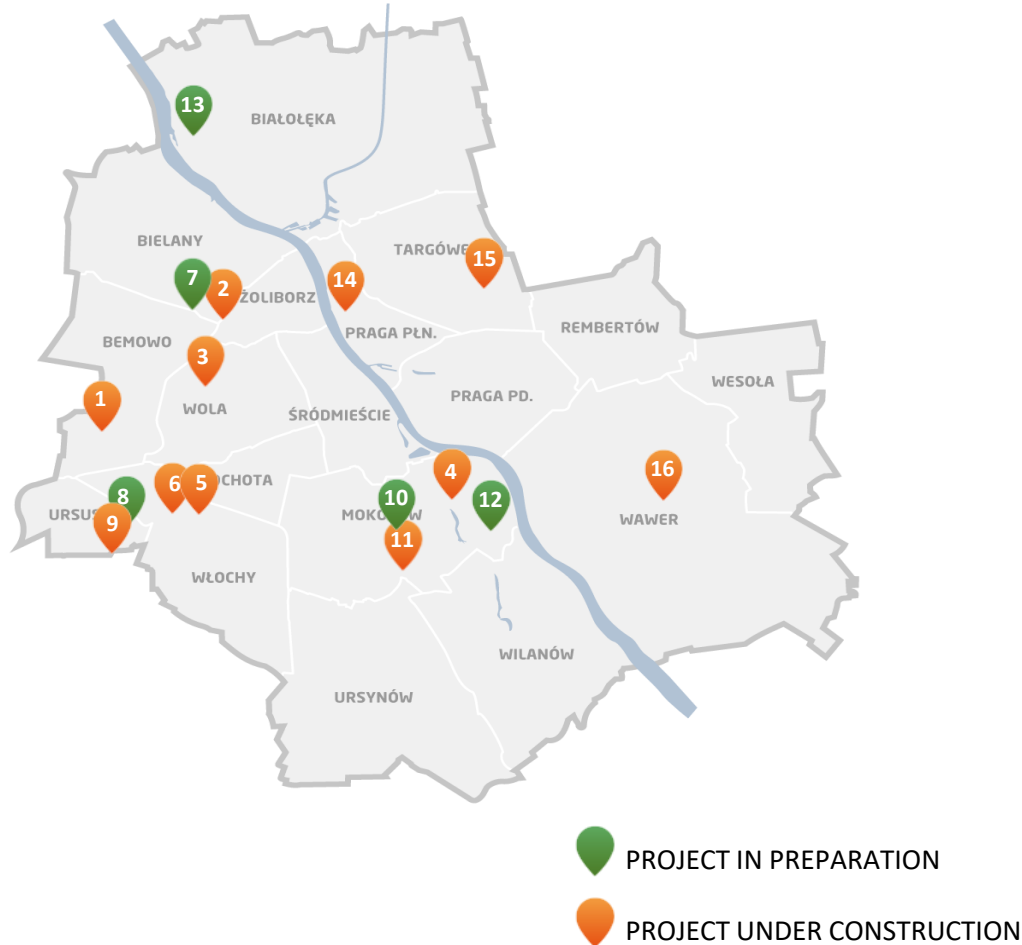 13
BIAŁOŁĘKA
BIELANY
TARGÓWE
15
7
2
ŻOLIBORZ
14
BEMOWO
PRAGA PŁN.
REMBERTÓW
3
WESOŁA
1
WOLA
ŚRÓDMIEŚCIE
PRAGA PD.
6
5
OCHOTA
4
16
8
URSUS
10
12
MOKOTÓW
WAWER
9
11
WŁOCHY
WILANÓW
URSYNÓW
PROJECT IN PREPARATION
PROJECT UNDER CONSTRUCTION